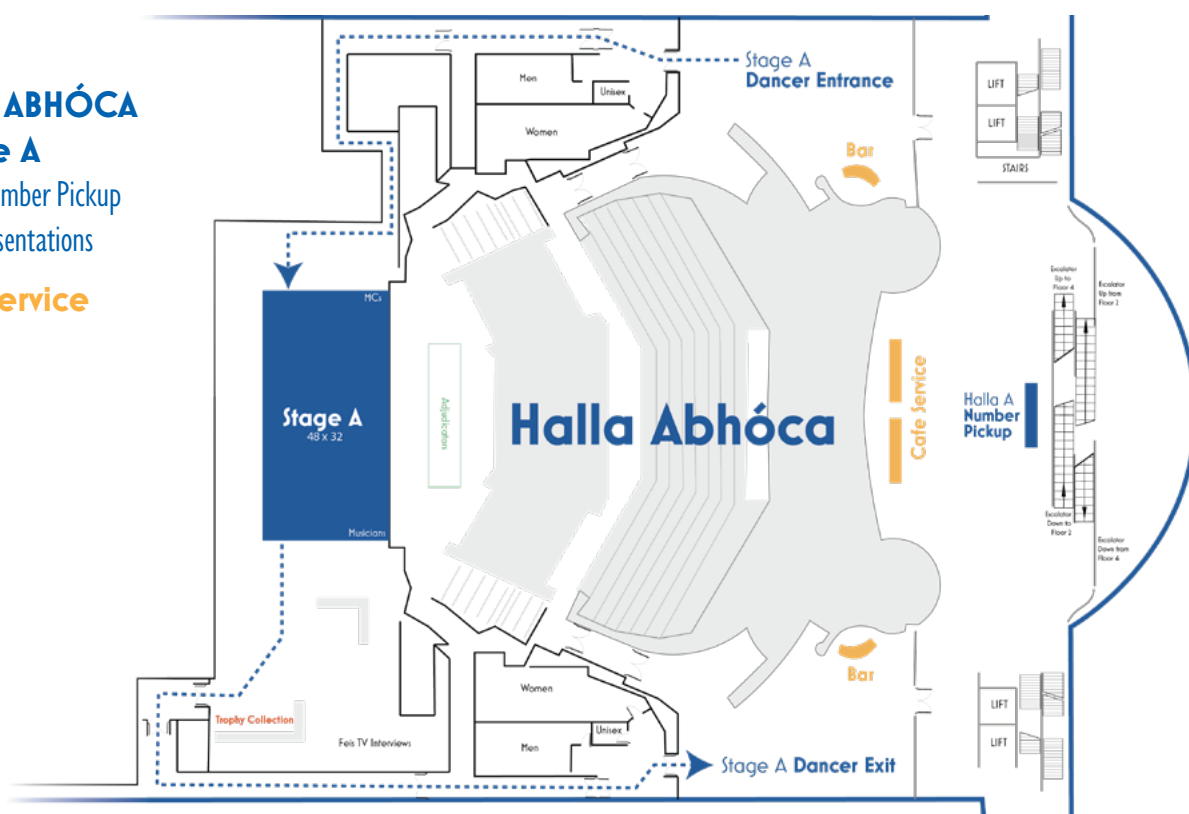 ABHÓCA
e A
mber Pickup
sentations
ervice
Stage A
Dancer Entrance
Men
Unisex
Women
Bar
LIFT
LIFT
STAIRS
MCs
Stage A
48 x 32
Musicians
Adjudicators
Halla Abhóca
Cafe Service
Halla A
Number
Pickup
Escalator
Up to
Floor 4
Escalator
Up from
Floor 2
Escalator
Down to
Floor 2
Escalator
Down from
Floor 4
Bar
Women
Unisex
Men
LIFT
LIFT
Trophy Collection
Feis TV Interviews
Stage A Dancer Exit